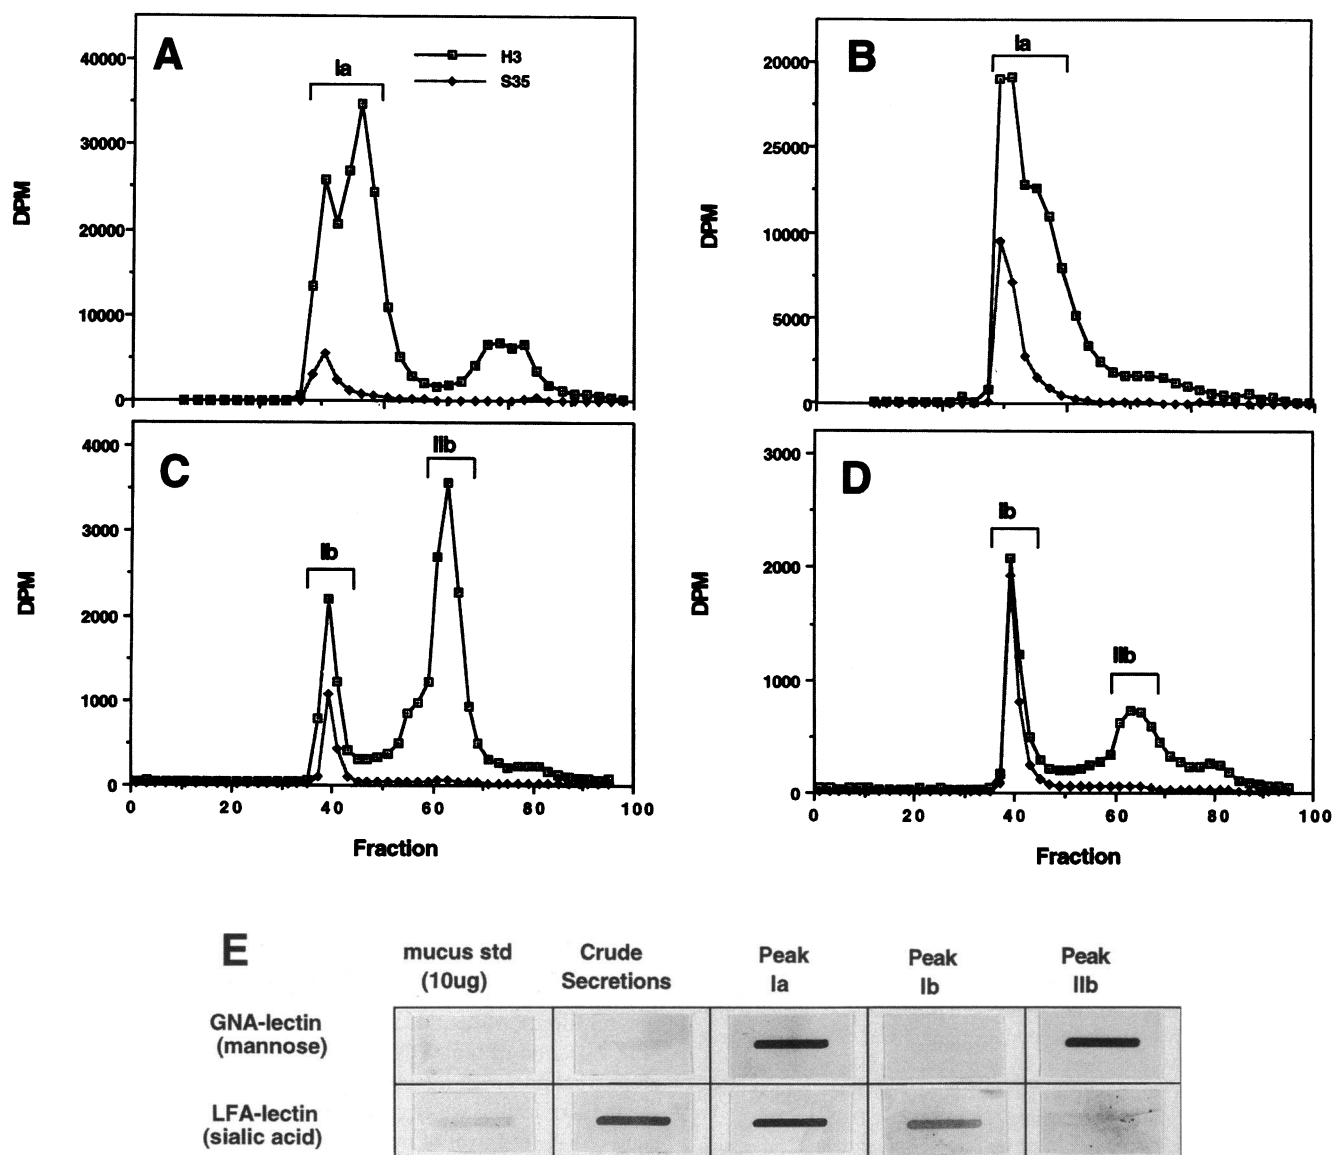 A
Ia
H3
S35
40000
30000
20000
10000
0
DPM
B
Ia
20000
25000
10000
5000
0
DPM
C
Ib
IIb
4000
3000
2000
1000
0
DPM
0 20 40 60 80 100
Fraction
D
Ib
IIb
3000
2000
1000
0
DPM
0 20 40 60 80 100
Fraction
E
mucus std
(10ug)
Crude
Secretions
Peak
Ia
Peak
Ib
Peak
IIb
GNA-lectin
(mannose)
LFA-lectin
(sialic acid)